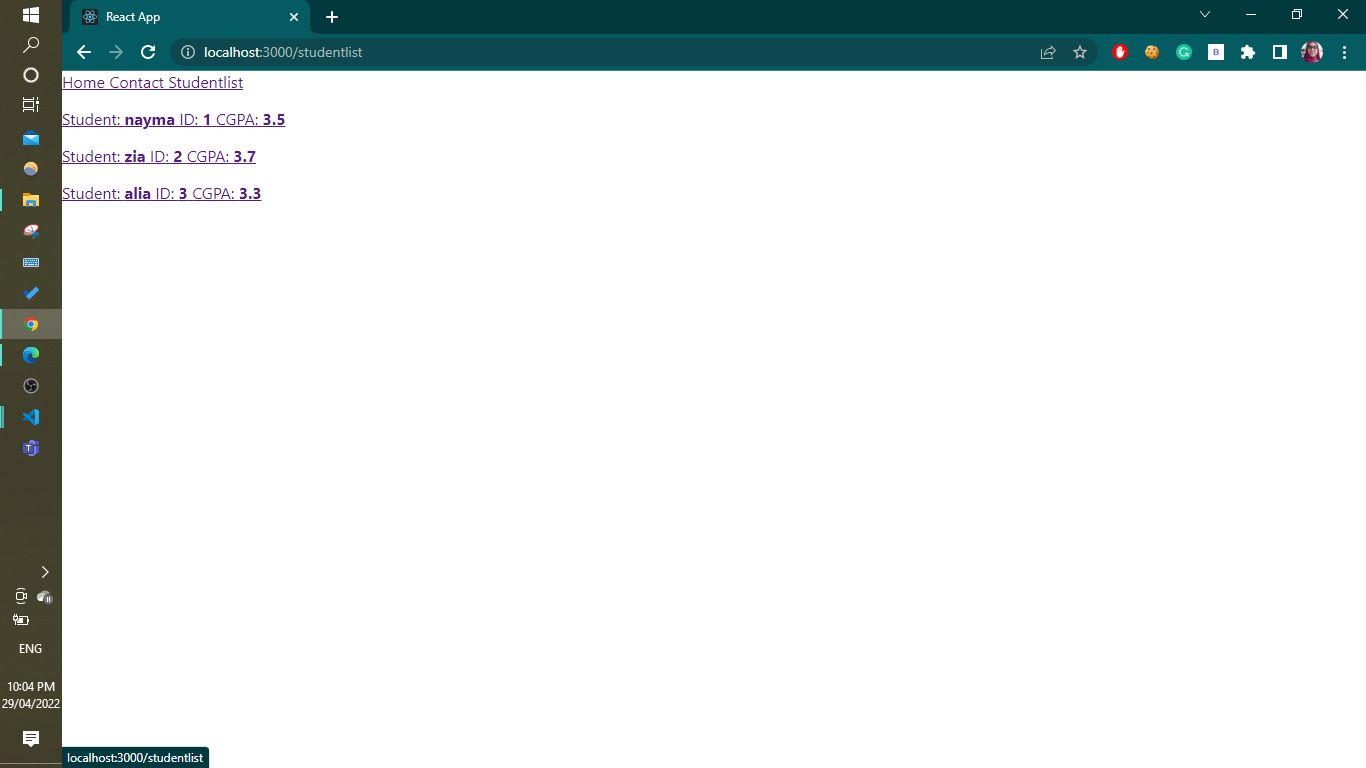 React App
localhost:3000/studentlist
Home Contact Studentlist
Student: nayma ID: 1 CGPA: 3.5
Student: zia ID: 2 CGPA: 3.7
Student: alia ID: 3 CGPA: 3.3
ENG
10:04 PM
29/04/2022
localhost:3000/studentlist